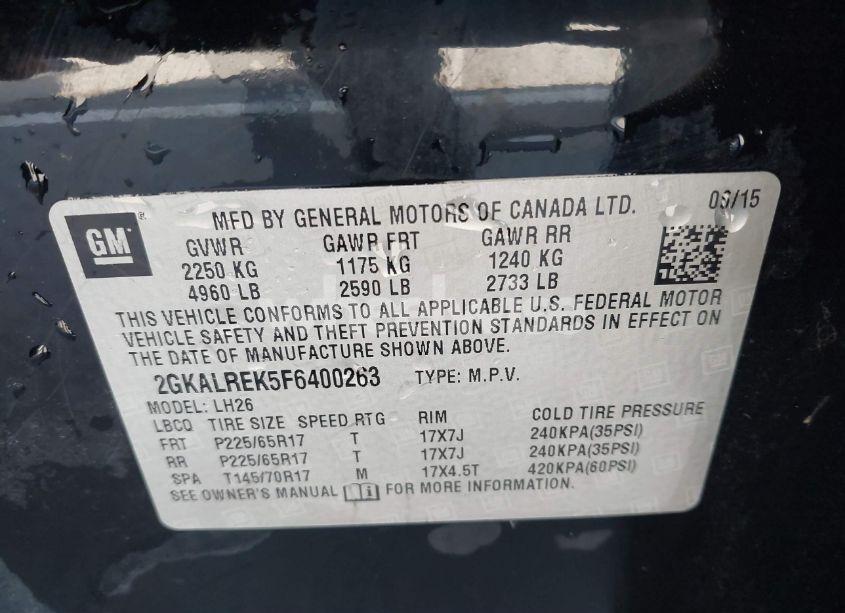 GM
MFD BY GENERAL MOTORS OF CANADA LTD. 06/15
GVWR GAWR FRT GAWR RR
2250 KG 1175 KG 1240 KG
4960 LB 2590 LB 2733 LB
THIS VEHICLE CONFORMS TO ALL APPLICABLE U.S. FEDERAL MOTOR
VEHICLE SAFETY AND THEFT PREVENTION STANDARDS IN EFFECT ON
THE DATE OF MANUFACTURE SHOWN ABOVE.
2GKALREK5F6400263 TYPE: M.P.V.
MODEL: LH26
LBCQ TIRE SIZE SPEED RTG RIM COLD TIRE PRESSURE
FRT P225/65R17 T 17X7J 240KPA(35PSI)
RR P225/65R17 T 17X7J 240KPA(35PSI)
SPA T145/70R17 M 17X4.5T 420KPA(60PSI)
SEE OWNER'S MANUAL FOR MORE INFORMATION.